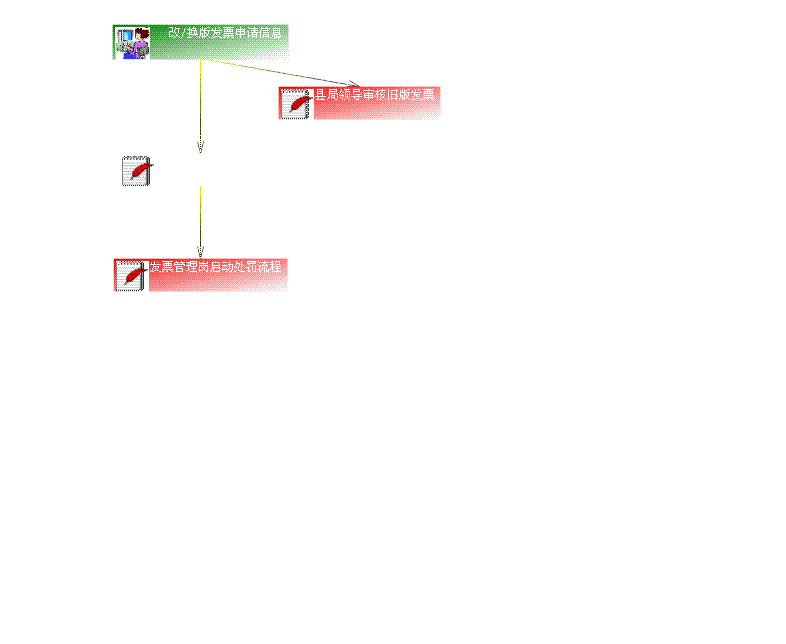 改/换版发票申请信息
县局领导审核旧版发票
发票管理岗启动处罚流程